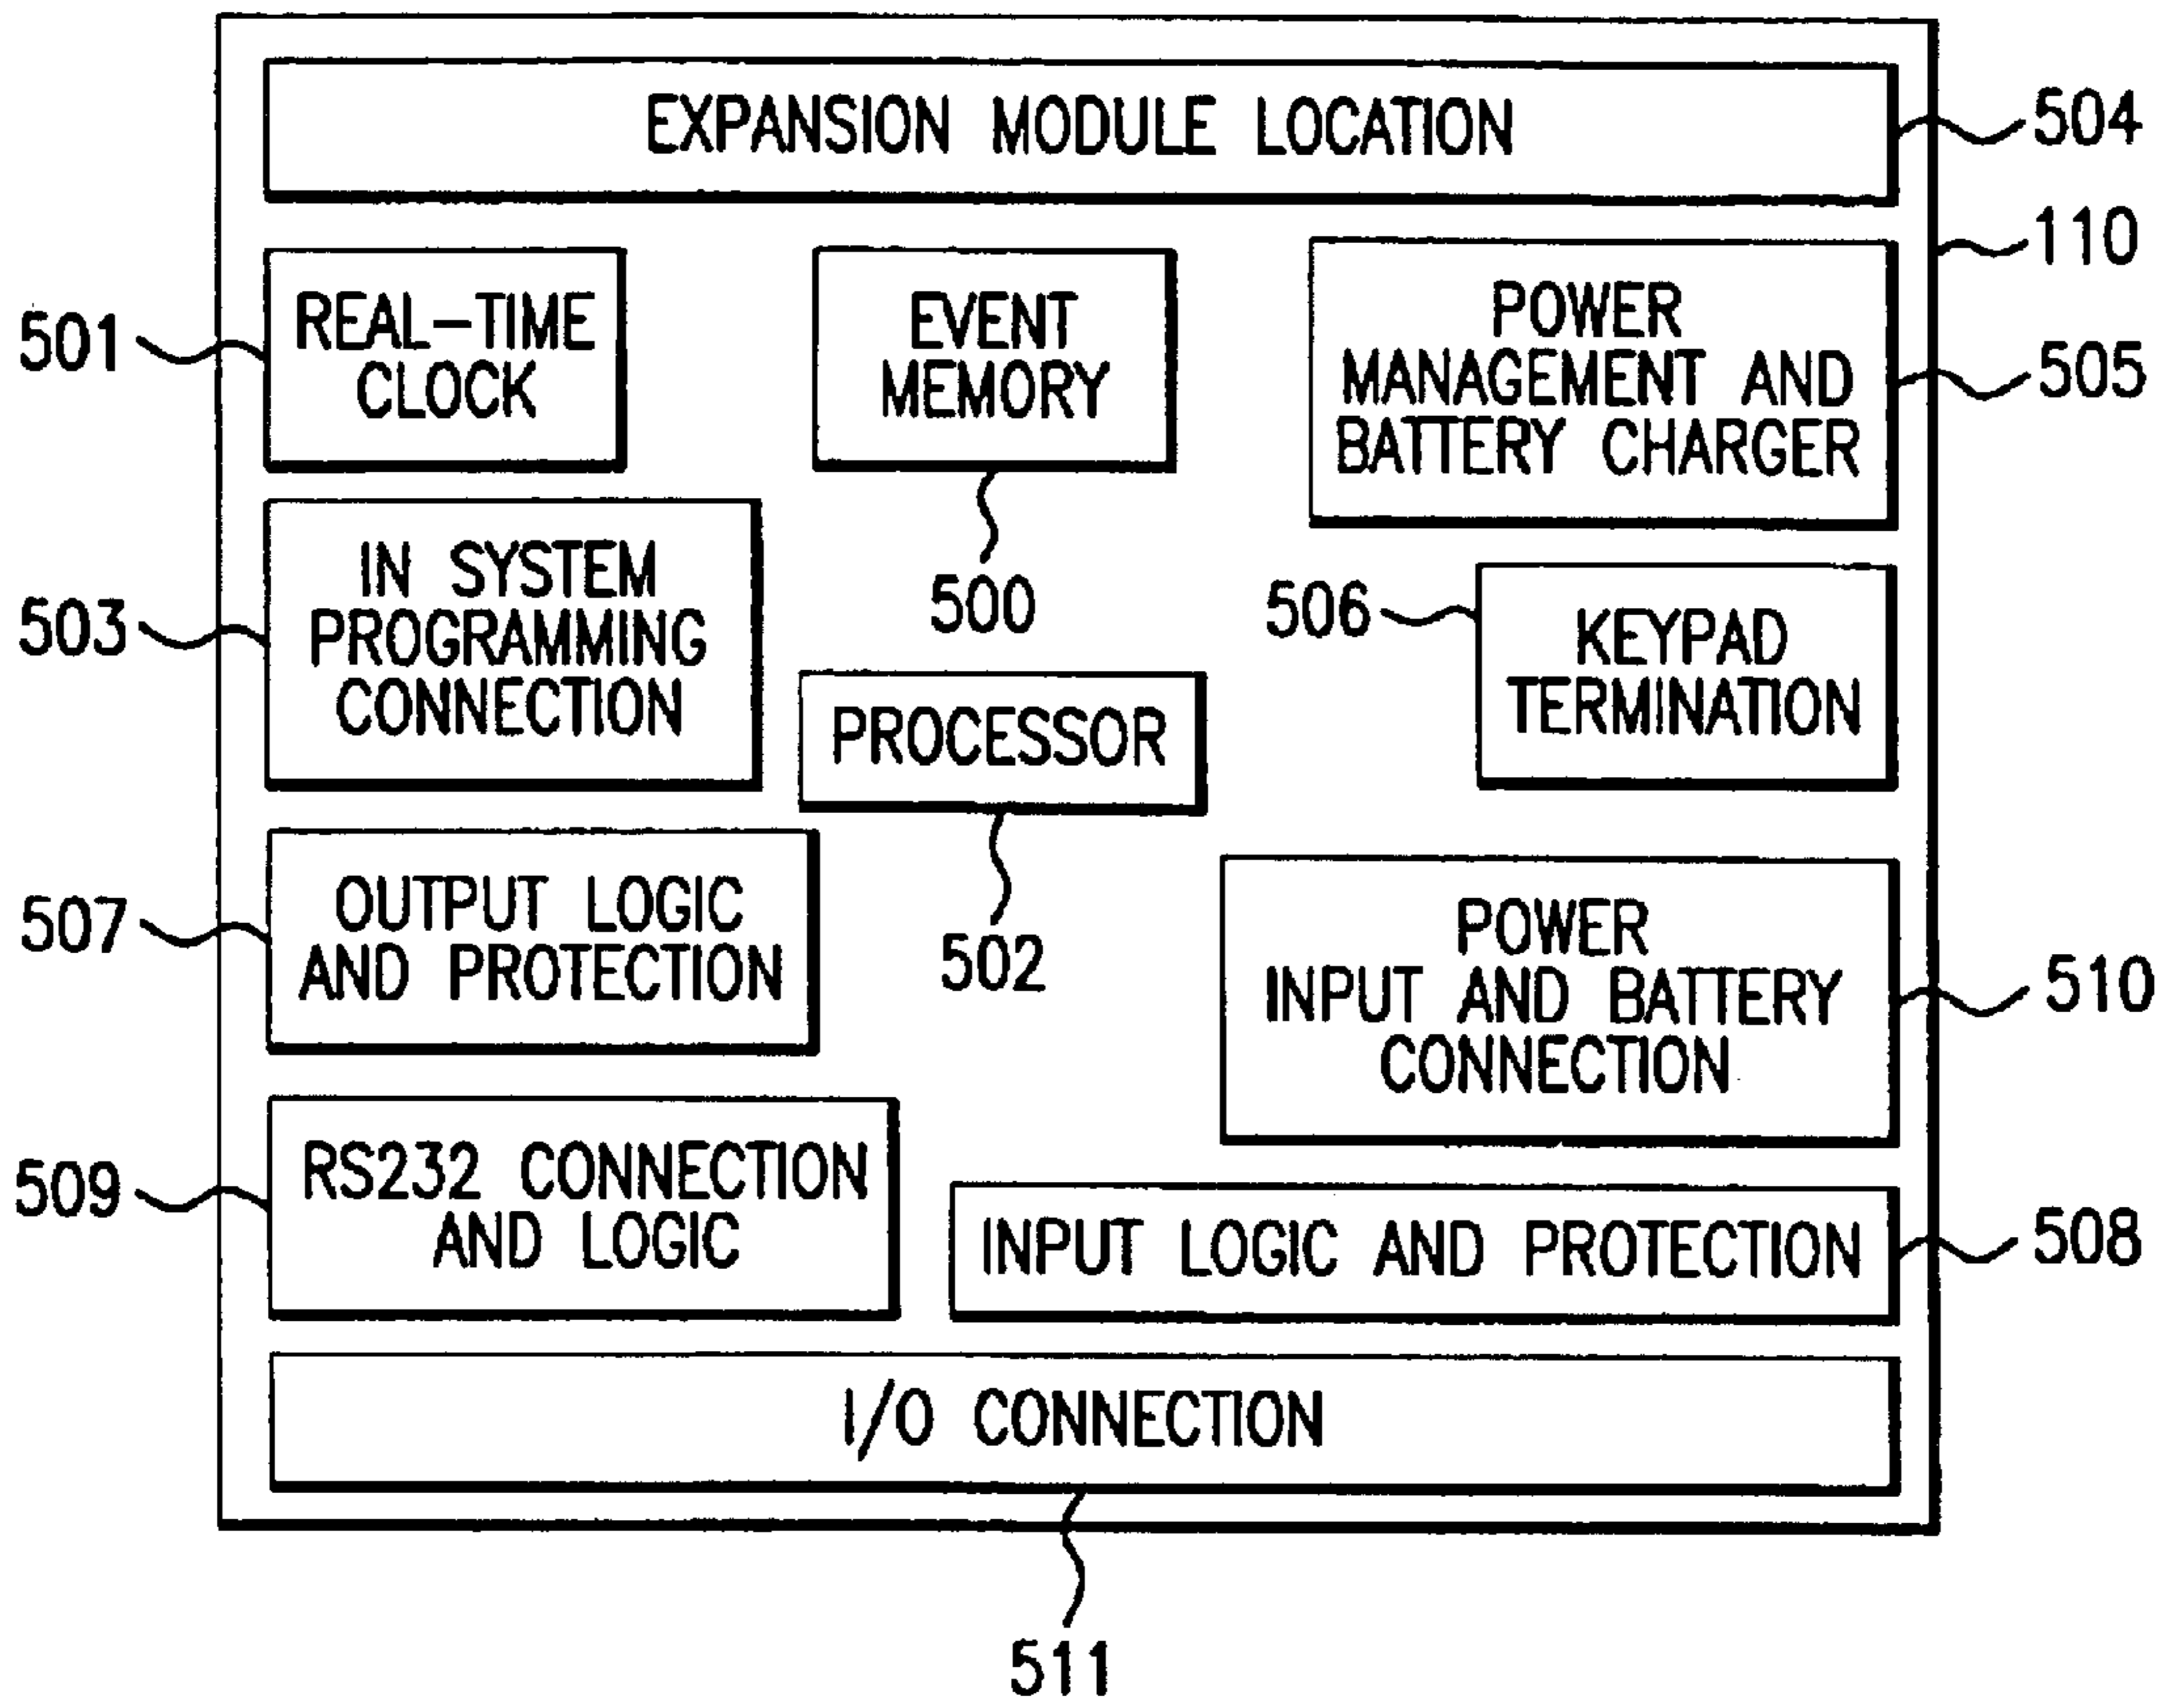 EXPANSION MODULE LOCATION
504
110
501
REAL-TIME
CLOCK
EVENT
MEMORY
500
POWER
MANAGEMENT AND
BATTERY CHARGER
505
503
IN SYSTEM
PROGRAMMING
CONNECTION
506
KEYPAD
TERMINATION
PROCESSOR
502
507
OUTPUT LOGIC
AND PROTECTION
POWER
INPUT AND BATTERY
CONNECTION
510
509
RS232 CONNECTION
AND LOGIC
INPUT LOGIC AND PROTECTION
508
I/O CONNECTION
511